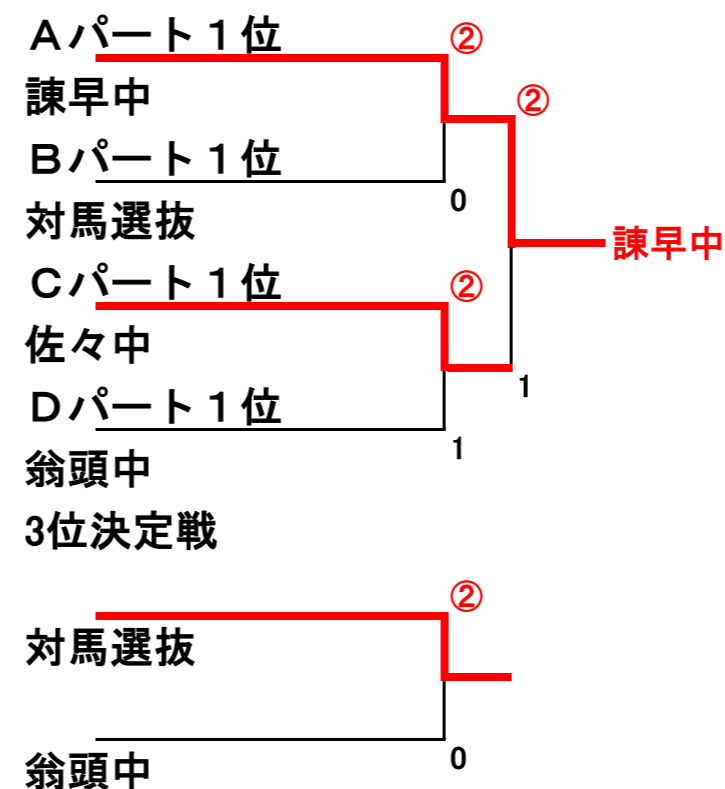 Aパート１位
②
諫早中
②
Bパート１位
0
対馬選抜
諫早中
Cパート１位
②
佐々中
1
Dパート１位
1
翁頭中
3位決定戦
②
対馬選抜
0
翁頭中